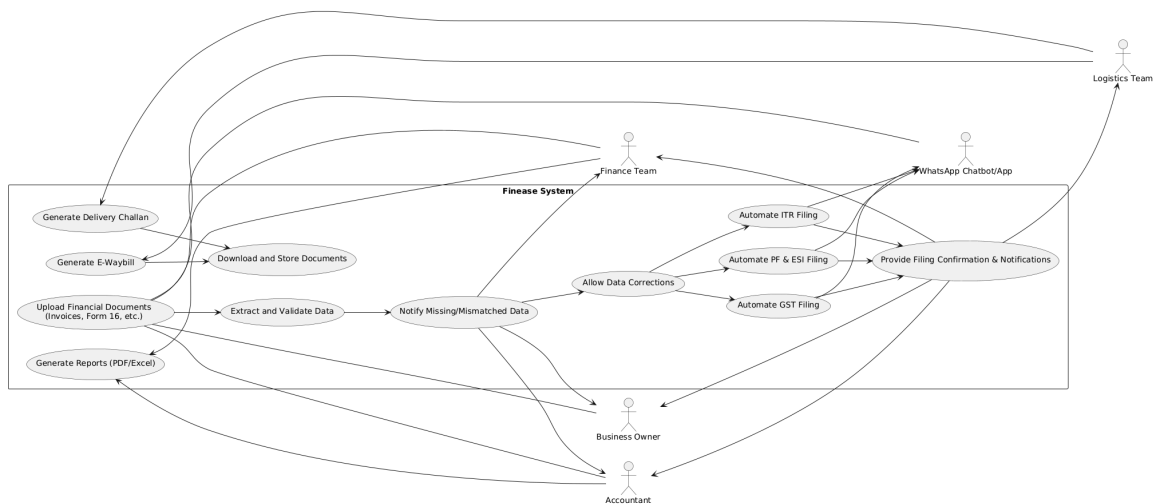 Logistics Team
Finance Team
WhatsApp Chatbot/App
Finease System
Generate Delivery Challan
Automate ITR Filing
Generate E-Waybill
Download and Store Documents
Automate PF & ESI Filing
Provide Filing Confirmation & Notifications
Allow Data Corrections
Upload Financial Documents
(Invoices, Form 16, etc.)
Extract and Validate Data
Notify Missing/Mismatched Data
Automate GST Filing
Generate Reports (PDF/Excel)
Business Owner
Accountant